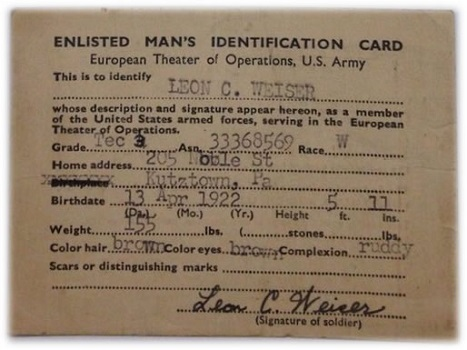 ENLISTED MAN'S IDENTIFICATION CARD
European Theater of Operations, U.S. Army
This is to identify LEON C. WEISER
whose description and signature appear hereon, as a member
of the United States armed forces, serving in the European
Theater of Operations.
Grade Tec 3 Asn. 33368569 Race W
Home address 205 Noble St
Birthplace Kutztown, Pa
Birthdate 13 Apr 1922 Height 5 ft. 11 ins.
(Da.) (Mo.) (Yr.)
Weight 155 lbs. ( stones lbs.
Color hair brown Color eyes brown Complexion ruddy
Scars or distinguishing marks
Leon C. Weiser
(Signature of soldier)